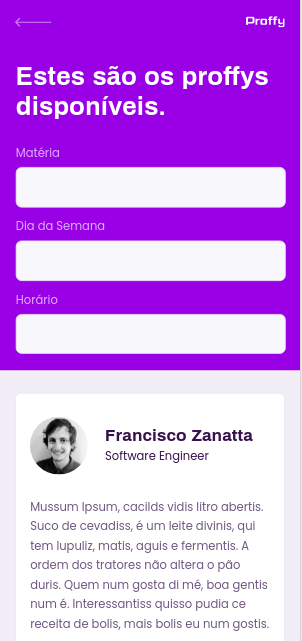 Proffy
Estes são os proffys
disponíveis.
Matéria
Dia da Semana
Horário
Francisco Zanatta
Software Engineer
Mussum Ipsum, cacilds vidis litro abertis.
Suco de cevadiss, é um leite divinis, qui
tem lupuliz, matis, aguis e fermentis. A
ordem dos tratores não altera o pão
duris. Quem num gosta di mé, boa gentis
num é. Interessantiss quisso pudia ce
receita de bolis, mais bolis eu num gostis.